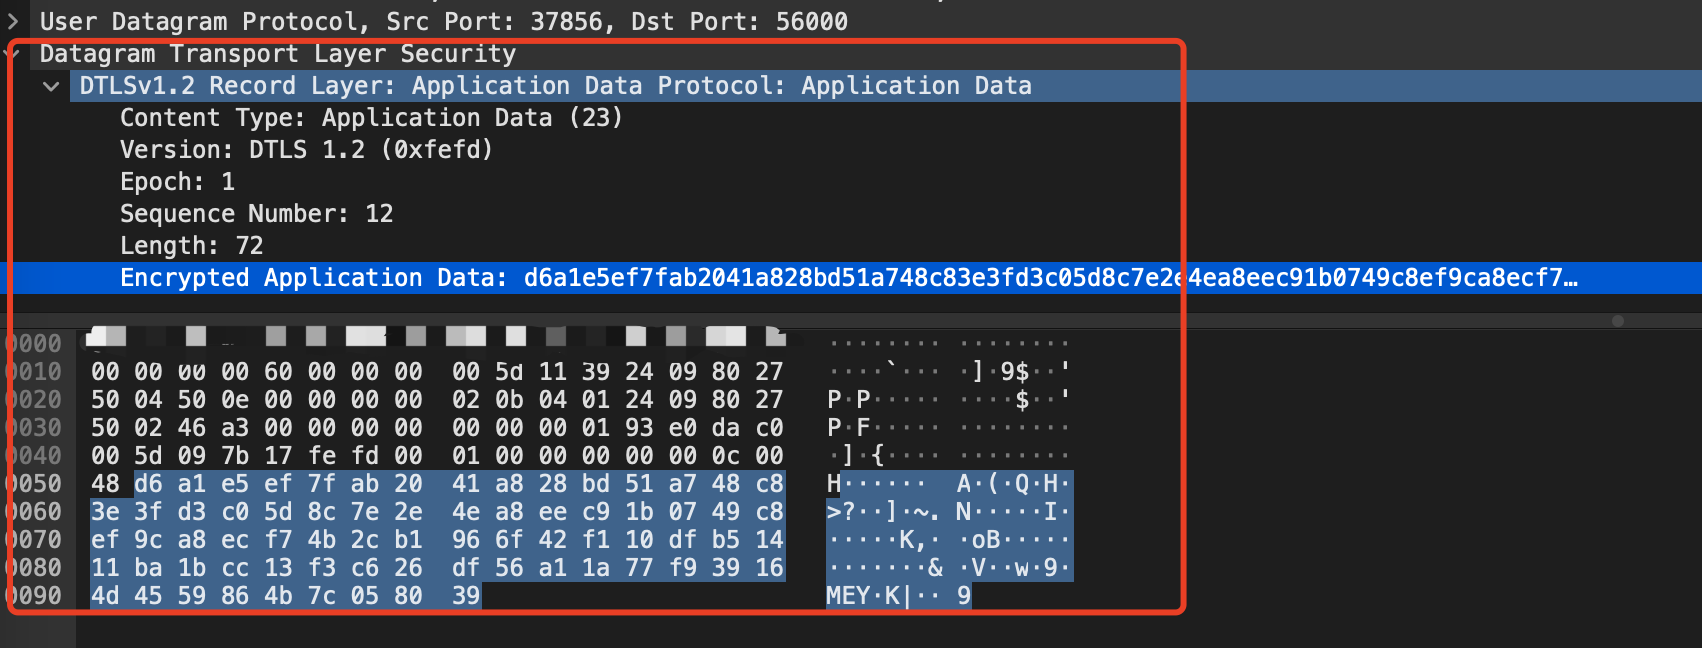 User Datagram Protocol, Src Port: 37856, Dst Port: 56000
Datagram Transport Layer Security
DTLSv1.2 Record Layer: Application Data Protocol: Application Data
Content Type: Application Data (23)
Version: DTLS 1.2 (0xfefd)
Epoch: 1
Sequence Number: 12
Length: 72
Encrypted Application Data: d6a1e5ef7fab2041a828bd51a748c83e3fd3c05d8c7e2e4ea8eec91b0749c8ef9ca8ecf7…
0000 ········ ········
0010 00 00 00 00 60 00 00 00 00 5d 11 39 24 09 80 27 ····`··· ·]·9$··'
0020 50 04 50 0e 00 00 00 00 02 0b 04 01 24 09 80 27 P·P····· ····$··'
0030 50 02 46 a3 00 00 00 00 00 00 00 01 93 e0 da c0 P·F····· ········
0040 00 5d 09 7b 17 fe fd 00 01 00 00 00 00 00 0c 00 ·]·{···· ········
0050 48 d6 a1 e5 ef 7f ab 20 41 a8 28 bd 51 a7 48 c8 H······ A·(·Q·H·
0060 3e 3f d3 c0 5d 8c 7e 2e 4e a8 ee c9 1b 07 49 c8 >?··]·~. N·····I·
0070 ef 9c a8 ec f7 4b 2c b1 96 6f 42 f1 10 df b5 14 ·····K,· ·oB·····
0080 11 ba 1b cc 13 f3 c6 26 df 56 a1 1a 77 f9 39 16 ·······& ·V··w·9·
0090 4d 45 59 86 4b 7c 05 80 39 MEY·K|·· 9